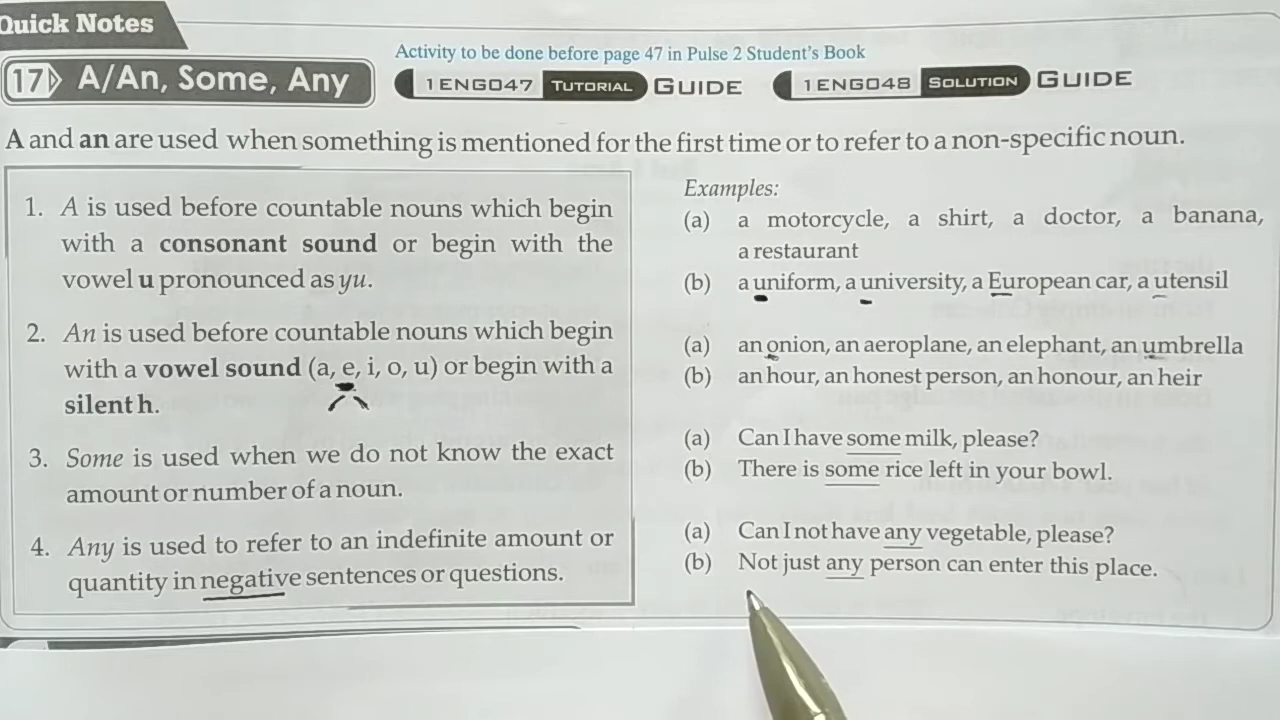 Quick Notes
Activity to be done before page 47 in Pulse 2 Student's Book
17 A/An, Some, Any
1ENG047 TUTORIAL GUIDE 1ENG048 SOLUTION GUIDE
A and an are used when something is mentioned for the first time or to refer to a non-specific noun.
1. A is used before countable nouns which begin
with a consonant sound or begin with the
vowel u pronounced as yu.
2. An is used before countable nouns which begin
with a vowel sound (a, e, i, o, u) or begin with a
silent h.
3. Some is used when we do not know the exact
amount or number of a noun.
4. Any is used to refer to an indefinite amount or
quantity in negative sentences or questions.
Examples:
(a) a motorcycle, a shirt, a doctor, a banana,
a restaurant
(b) a uniform, a university, a European car, a utensil
(a) an onion, an aeroplane, an elephant, an umbrella
(b) an hour, an honest person, an honour, an heir
(a) Can I have some milk, please?
(b) There is some rice left in your bowl.
(a) Can I not have any vegetable, please?
(b) Not just any person can enter this place.